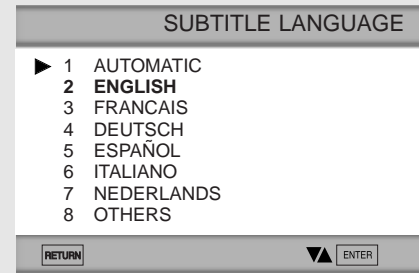 SUBTITLE LANGUAGE
1 AUTOMATIC
2 ENGLISH
3 FRANCAIS
4 DEUTSCH
5 ESPAÑOL
6 ITALIANO
7 NEDERLANDS
8 OTHERS
RETURN ENTER